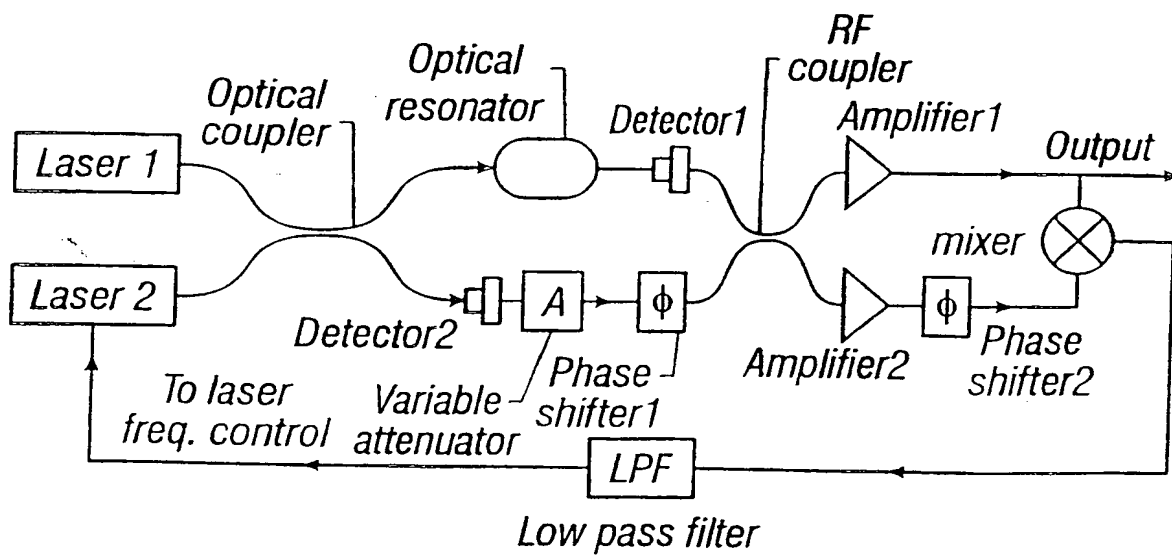 RF
coupler
Optical
resonator
Optical
coupler
Detector1
Amplifier1
Output
Laser 1
mixer
Laser 2
A
ϕ
ϕ
Detector2
Amplifier2
Phase
shifter2
Phase
shifter1
Variable
attenuator
To laser
freq. control
LPF
Low pass filter